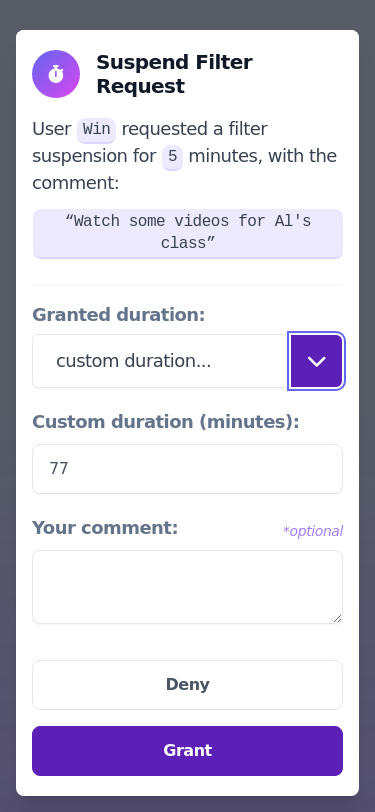 Suspend Filter
Request
User Win requested a filter
suspension for 5 minutes, with the
comment:
“Watch some videos for Al's
class”
Granted duration:
custom duration...
Custom duration (minutes):
77
Your comment:
*optional
Deny
Grant